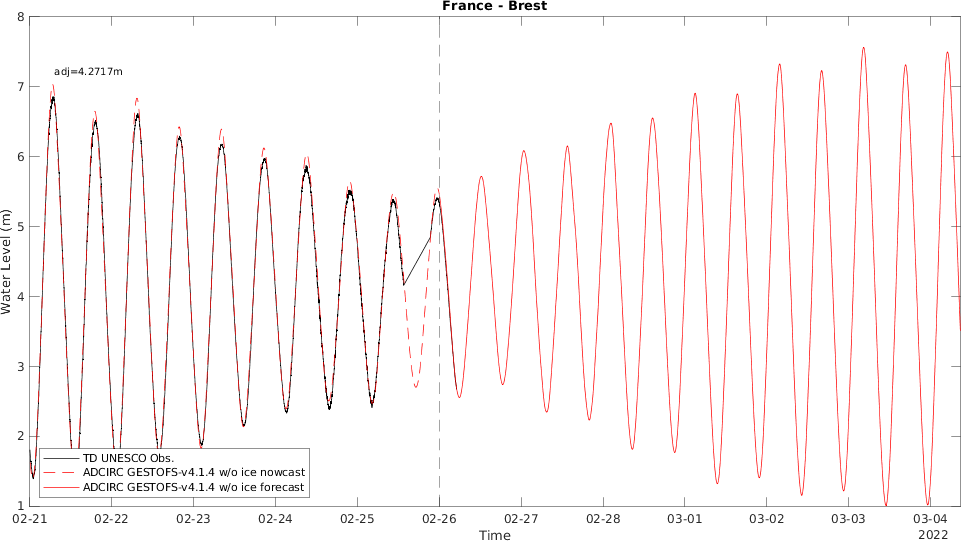 France - Brest
adj=4.2717m
8
7
6
5
4
3
2
1
Water Level (m)
TD UNESCO Obs.
ADCIRC GESTOFS-v4.1.4 w/o ice nowcast
ADCIRC GESTOFS-v4.1.4 w/o ice forecast
02-21 02-22 02-23 02-24 02-25 02-26 02-27 02-28 03-01 03-02 03-03 03-04
Time
2022